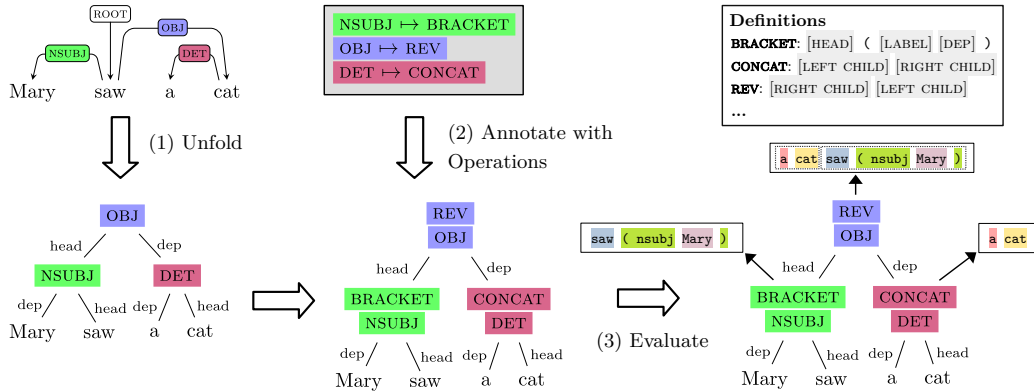 ROOT
OBJ
NSUBJ
DET
Mary saw a cat
(1) Unfold
NSUBJ ↦ BRACKET
OBJ ↦ REV
DET ↦ CONCAT
(2) Annotate with
Operations
Definitions
BRACKET: [HEAD] ( [LABEL] [DEP] )
CONCAT: [LEFT CHILD] [RIGHT CHILD]
REV: [RIGHT CHILD] [LEFT CHILD]
...
OBJ
head dep
NSUBJ DET
dep head dep head
Mary saw a cat
REV
OBJ
head dep
BRACKET CONCAT
NSUBJ DET
dep head dep head
Mary saw a cat
(3) Evaluate
a cat saw ( nsubj Mary )
REV
OBJ
saw ( nsubj Mary )
a cat
head dep
BRACKET CONCAT
NSUBJ DET
dep head dep head
Mary saw a cat